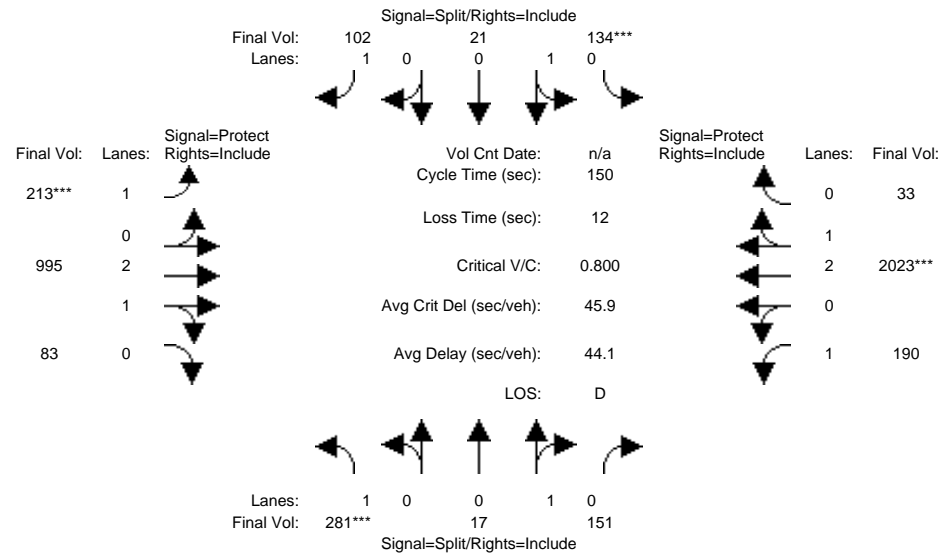 Signal=Split/Rights=Include
Final Vol: 102 21 134***
Lanes: 1 0 0 1 0
Signal=Protect Signal=Protect
Final Vol: Lanes: Rights=Include Vol Cnt Date: n/a Rights=Include Lanes: Final Vol:
Cycle Time (sec): 150
213*** 1 0 33
Loss Time (sec): 12
0 1
995 2 Critical V/C: 0.800 2 2023***
1 Avg Crit Del (sec/veh): 45.9 0
83 0 Avg Delay (sec/veh): 44.1 1 190
LOS: D
Lanes: 1 0 0 1 0
Final Vol: 281*** 17 151
Signal=Split/Rights=Include